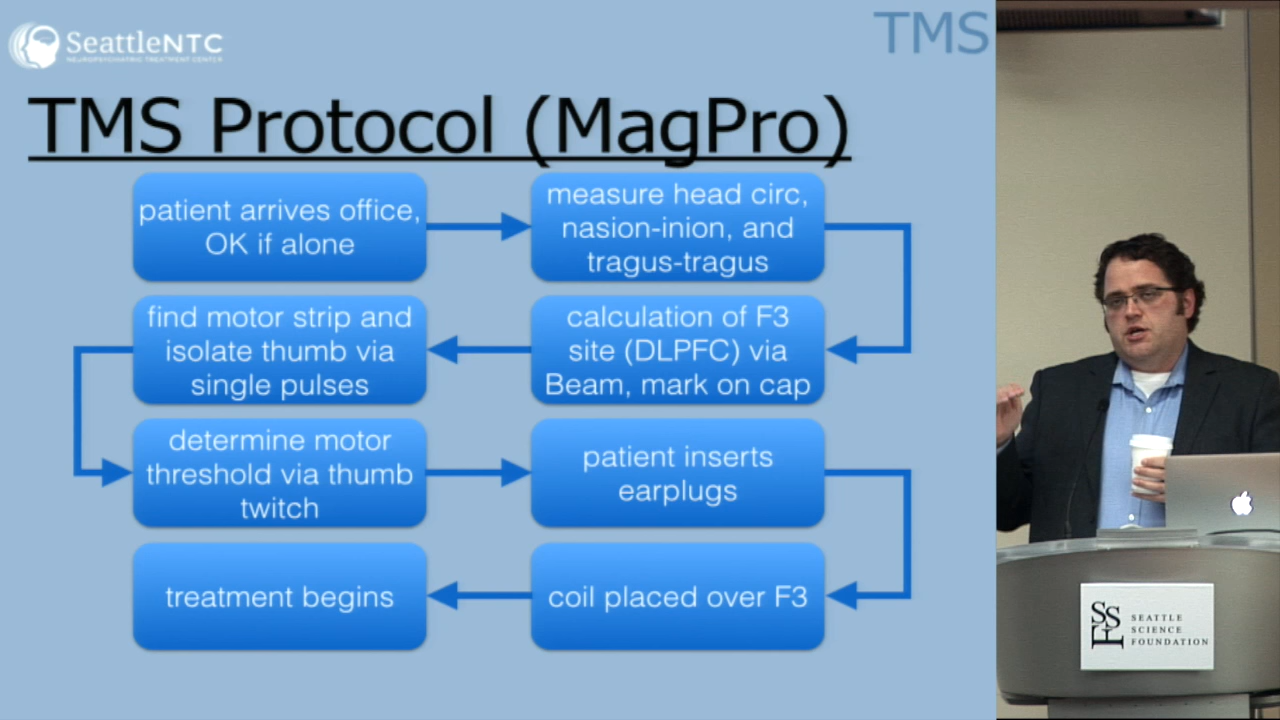 SeattleNTC
NEUROPSYCHIATRIC TREATMENT CENTER
TMS
TMS Protocol (MagPro)
patient arrives office,
OK if alone
measure head circ,
nasion-inion, and
tragus-tragus
calculation of F3
site (DLPFC) via
Beam, mark on cap
find motor strip and
isolate thumb via
single pulses
determine motor
threshold via thumb
twitch
patient inserts
earplugs
coil placed over F3
treatment begins
SSF
SEATTLE
SCIENCE
FOUNDATION